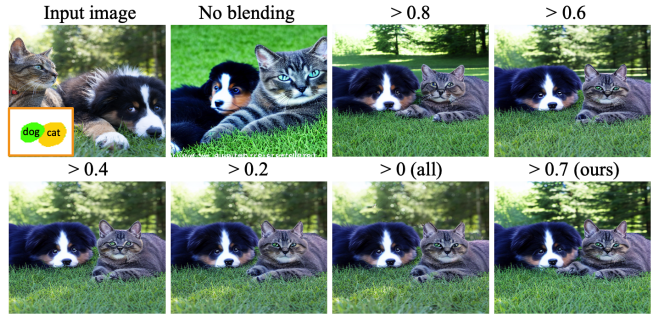 Input image
No blending
> 0.8
> 0.6
dog
cat
> 0.4
> 0.2
> 0 (all)
> 0.7 (ours)